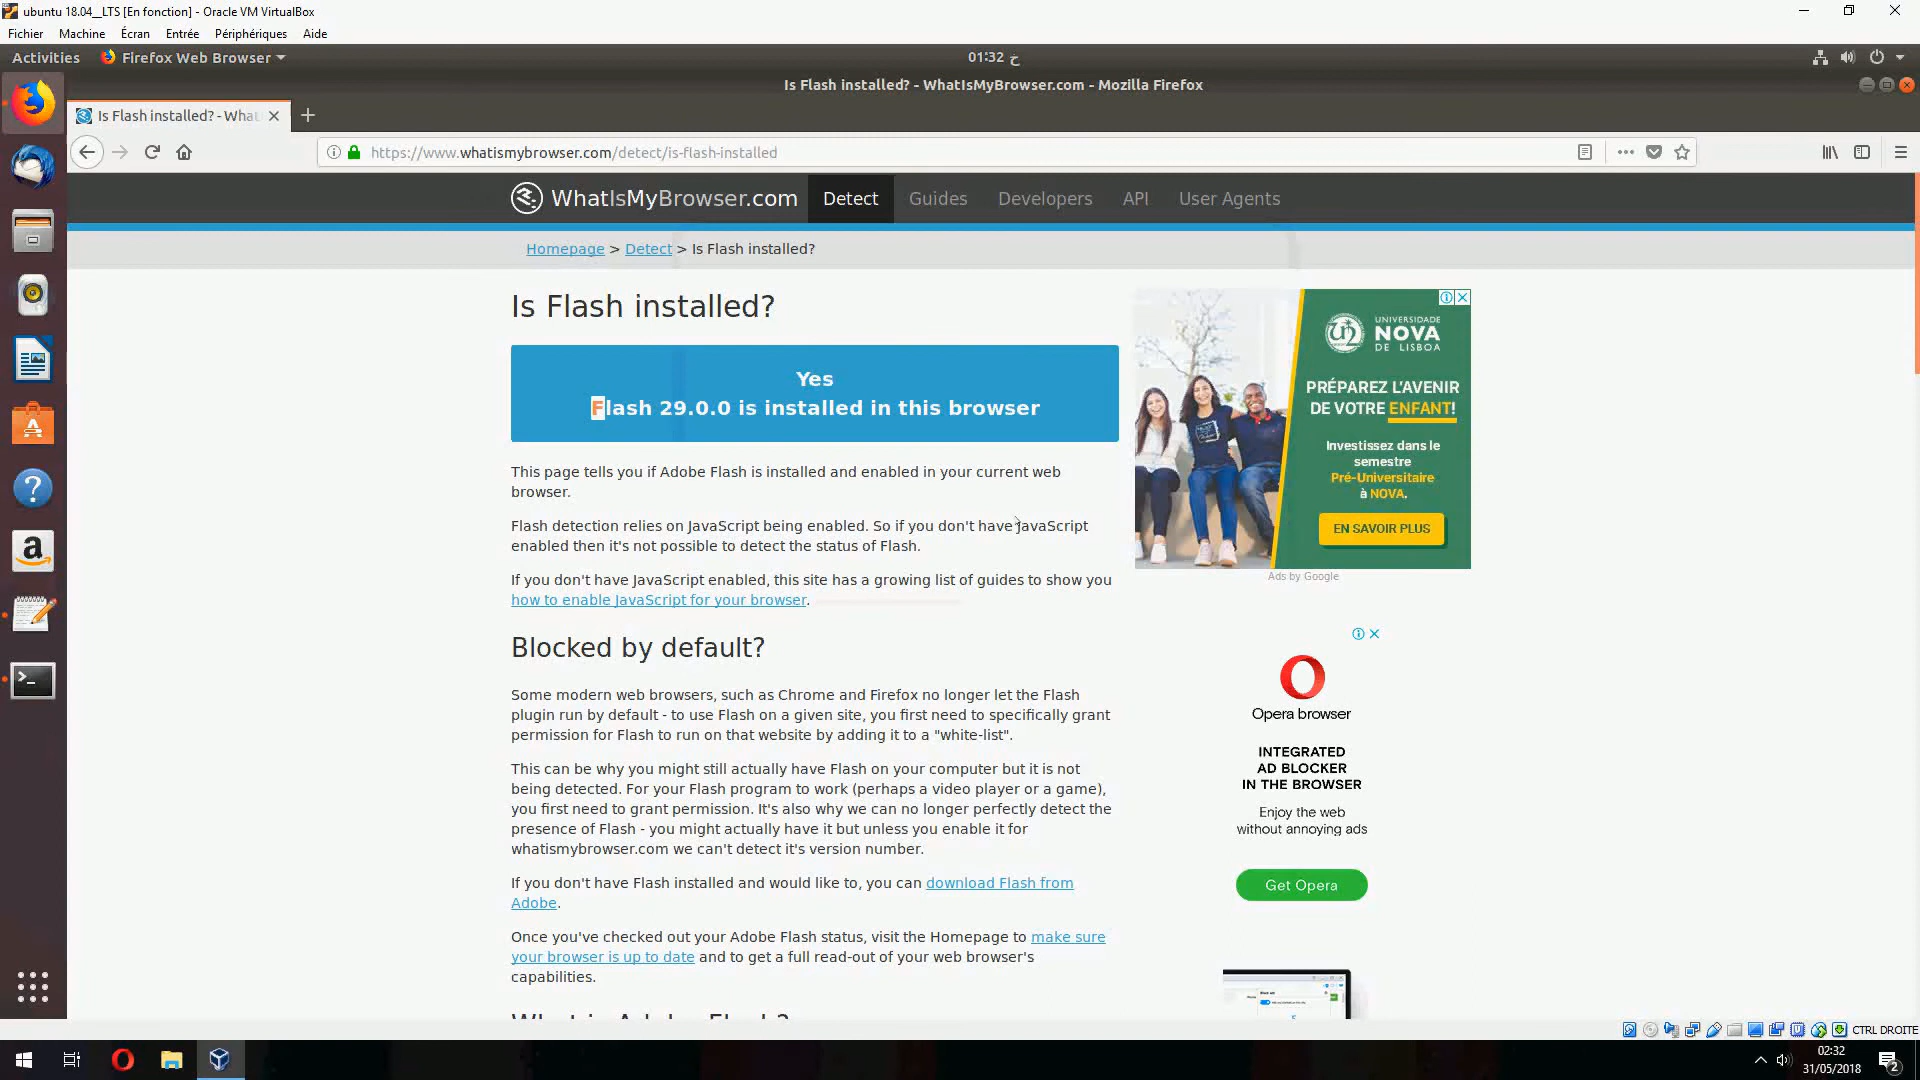 ubuntu 18.04__LTS [En fonction] - Oracle VM VirtualBox
Fichier Machine Écran Entrée Périphériques Aide
Activities Firefox Web Browser 01:32 خ
Is Flash installed? - WhatIsMyBrowser.com - Mozilla Firefox
Is Flash installed? - What
https://www.whatismybrowser.com/detect/is-flash-installed
WhatIsMyBrowser.com Detect Guides Developers API User Agents
Homepage > Detect > Is Flash installed?
Is Flash installed?
Yes
Flash 29.0.0 is installed in this browser
This page tells you if Adobe Flash is installed and enabled in your current web
browser.
Flash detection relies on JavaScript being enabled. So if you don't have JavaScript
enabled then it's not possible to detect the status of Flash.
If you don't have JavaScript enabled, this site has a growing list of guides to show you
how to enable JavaScript for your browser.
Blocked by default?
Some modern web browsers, such as Chrome and Firefox no longer let the Flash
plugin run by default - to use Flash on a given site, you first need to specifically grant
permission for Flash to run on that website by adding it to a "white-list".
This can be why you might still actually have Flash on your computer but it is not
being detected. For your Flash program to work (perhaps a video player or a game),
you first need to grant permission. It's also why we can no longer perfectly detect the
presence of Flash - you might actually have it but unless you enable it for
whatismybrowser.com we can't detect it's version number.
If you don't have Flash installed and would like to, you can download Flash from
Adobe.
Once you've checked out your Adobe Flash status, visit the Homepage to make sure
your browser is up to date and to get a full read-out of your web browser's
capabilities.
UNIVERSIDADE
NOVA
DE LISBOA
PRÉPAREZ L'AVENIR
DE VOTRE ENFANT!
Investissez dans le
semestre
Pré-Universitaire
à NOVA.
EN SAVOIR PLUS
Ads by Google
Opera browser
INTEGRATED
AD BLOCKER
IN THE BROWSER
Enjoy the web
without annoying ads
Get Opera
CTRL DROITE
02:32
31/05/2018
2